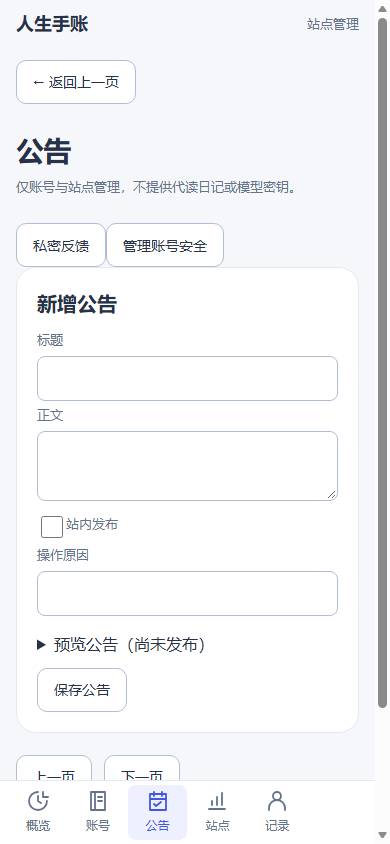 人生手账
站点管理
← 返回上一页
公告
仅账号与站点管理，不提供代读日记或模型密钥。
私密反馈
管理账号安全
新增公告
标题
正文
站内发布
操作原因
▶ 预览公告（尚未发布）
保存公告
上一页
下一页
概览
账号
公告
站点
记录